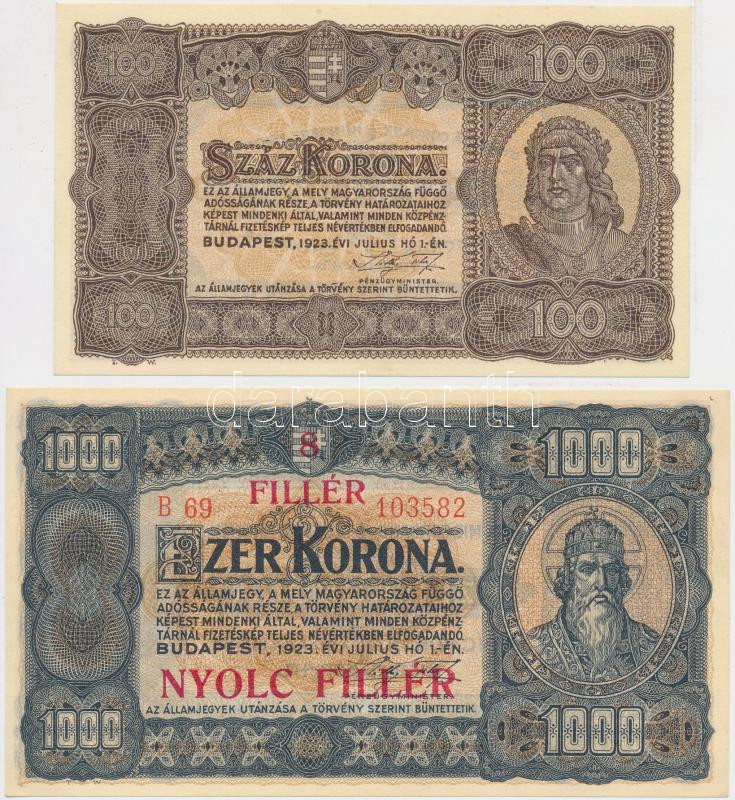 100 100
SZÁZ KORONA.
EZ AZ ÁLLAMJEGY, A MELY MAGYARORSZÁG FÜGGŐ
ADÓSSÁGÁNAK RÉSZE, A TÖRVÉNY HATÁROZATAIHOZ
KÉPEST MINDENKI ÁLTAL, VALAMINT MINDEN KÖZPÉNZ-
TÁRNÁL FIZETÉSKÉP TELJES NÉVÉRTÉKBEN ELFOGADANDÓ.
BUDAPEST, 1923. ÉVI JULIUS HÓ 1-ÉN.
PÉNZÜGYMINISTER.
AZ ÁLLAMJEGYEK UTÁNZÁSA A TÖRVÉNY SZERINT BÜNTETTETIK.
100 100
darabanth
1000 8 1000
B 69 FILLÉR 103582
EZER KORONA.
EZ AZ ÁLLAMJEGY, A MELY MAGYARORSZÁG FÜGGŐ
ADÓSSÁGÁNAK RÉSZE, A TÖRVÉNY HATÁROZATAIHOZ
KÉPEST MINDENKI ÁLTAL, VALAMINT MINDEN KÖZPÉNZ-
TÁRNÁL FIZETÉSKÉP TELJES NÉVÉRTÉKBEN ELFOGADANDÓ.
BUDAPEST, 1923. ÉVI JULIUS HÓ 1-ÉN.
NYOLC FILLÉR
PÉNZÜGYMINISTER.
AZ ÁLLAMJEGYEK UTÁNZÁSA A TÖRVÉNY SZERINT BÜNTETTETIK.
1000 1000